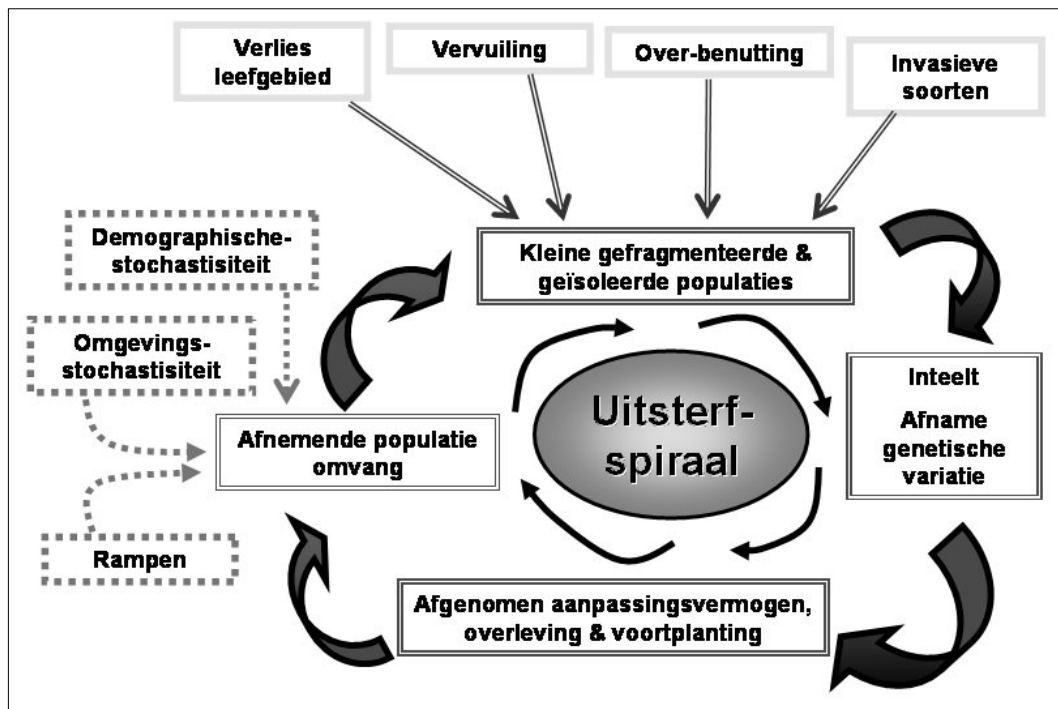 Verlies
leefgebied
Vervuiling
Over-benutting
Invasieve
soorten
Demographische-
stochastisiteit
Kleine gefragmenteerde &
geïsoleerde populaties
Omgevings-
stochastisiteit
Inteelt
Afname
genetische
variatie
Uitsterf-
spiraal
Afnemende populatie
omvang
Rampen
Afgenomen aanpassingsvermogen,
overleving & voortplanting